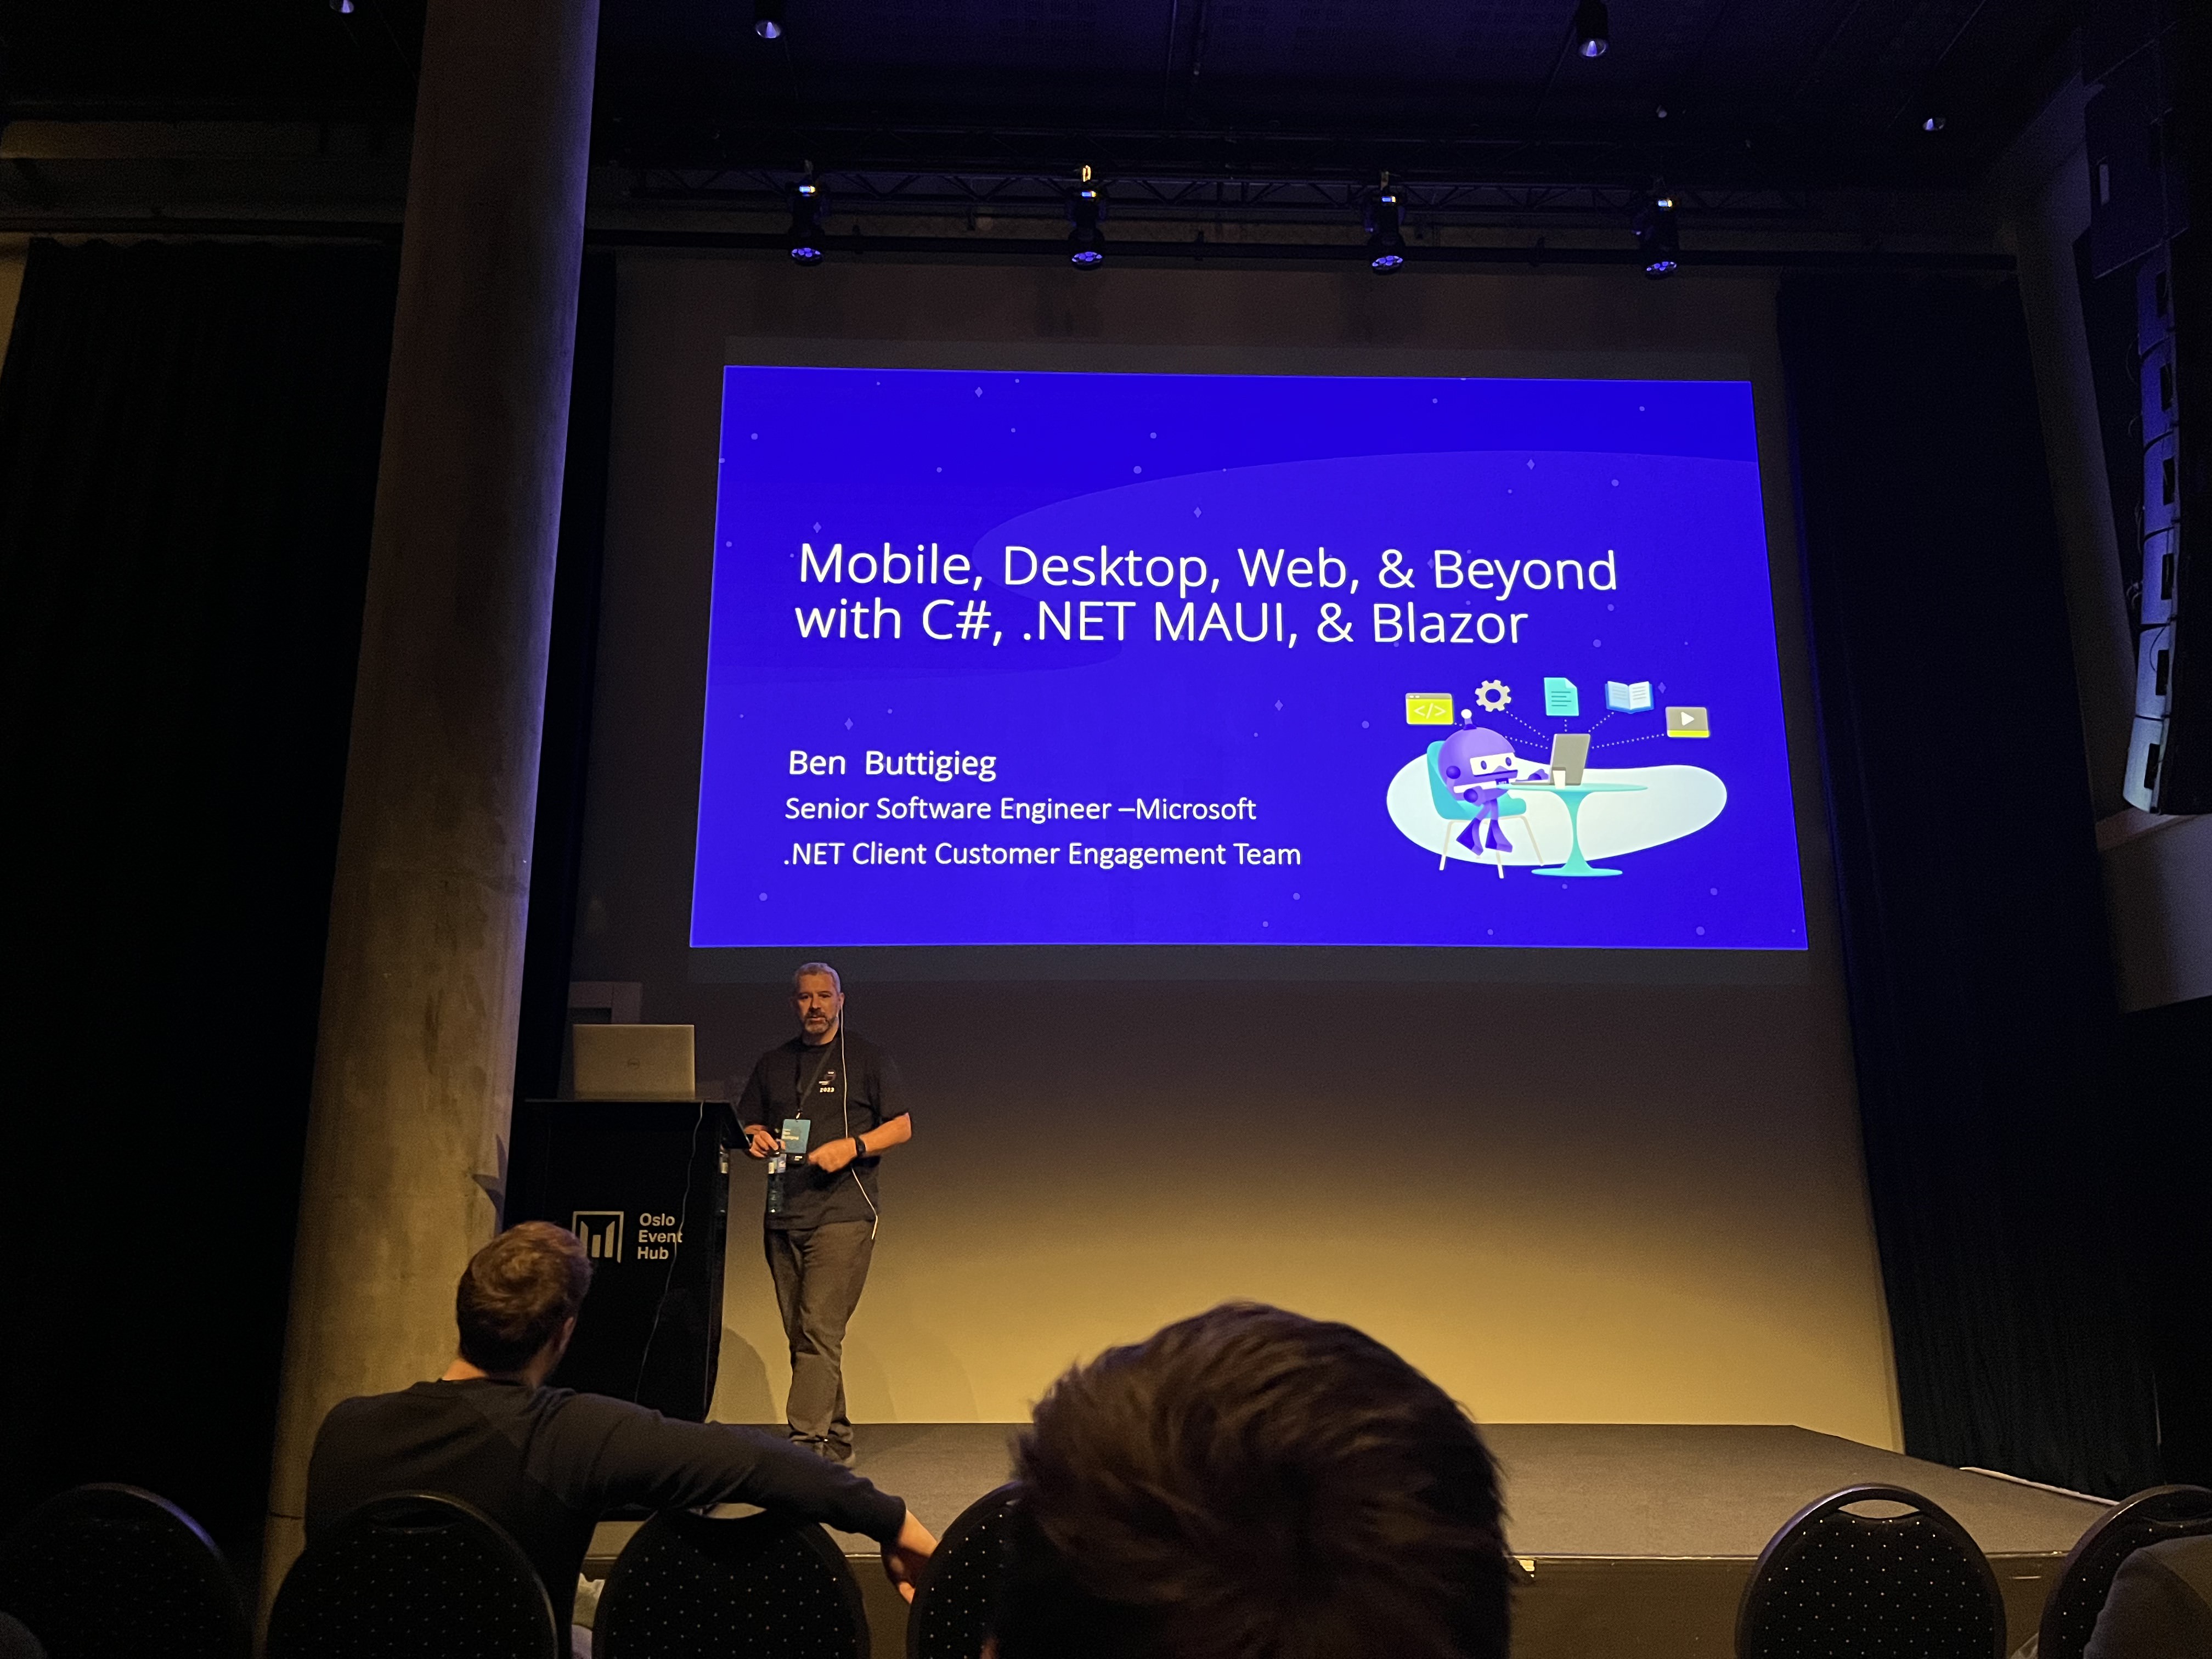 Mobile, Desktop, Web, & Beyond
with C#, .NET MAUI, & Blazor
</>
Ben Buttigieg
Senior Software Engineer –Microsoft
.NET Client Customer Engagement Team
2023
Oslo
Event
Hub